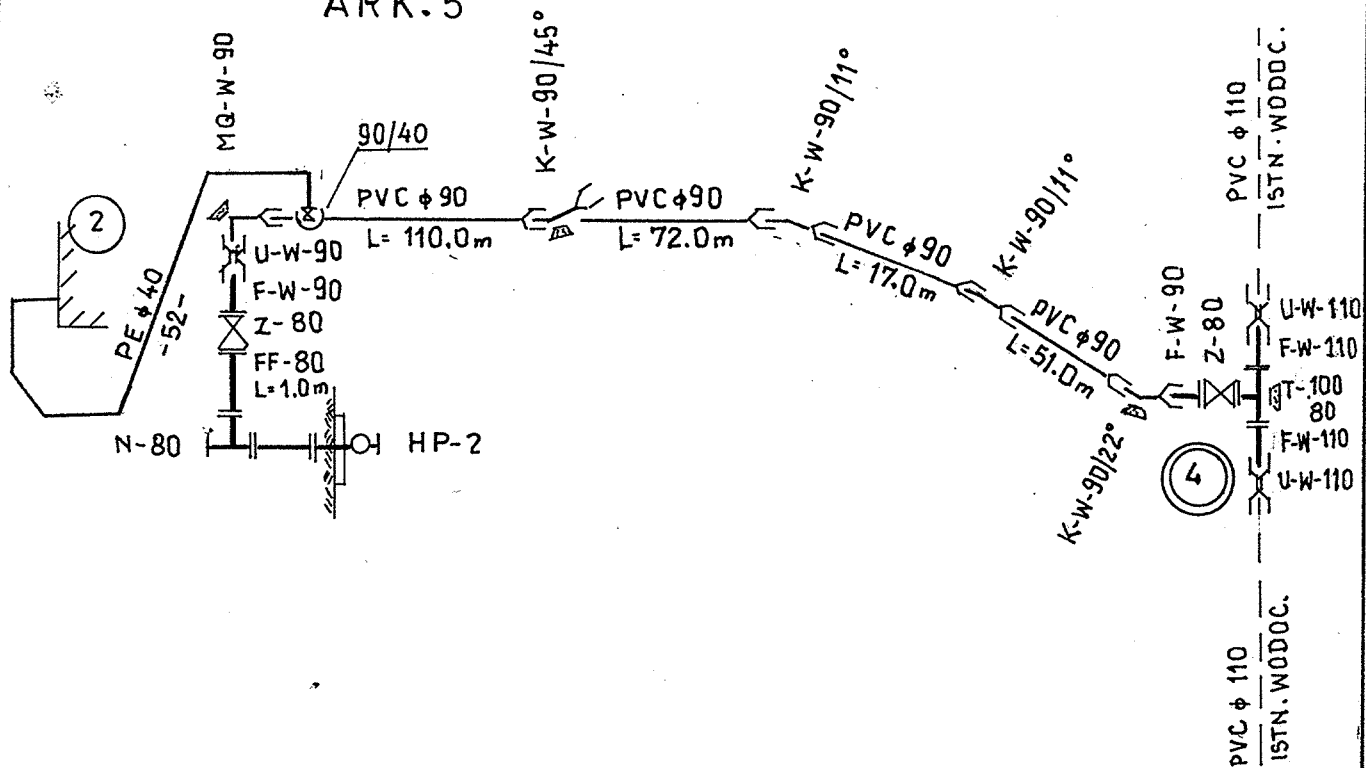 ARK.5
MQ-W-90
K-W-90/45°
K-W-90/11°
K-W-90/11°
90/40
PVC ϕ 90
L= 110.0m
PVC ϕ90
L= 72.0m
PVC ϕ90
L= 17.0m
PVC ϕ90
L= 51.0m
K-W-90/22°
F-W-90
Z-80
2
PE ϕ 40
-52-
U-W-90
F-W-90
Z-80
FF-80
L=1.0m
N-80
HP-2
PVC ϕ 110
ISTN. WODOC.
U-W-110
F-W-110
T-100
80
F-W-110
U-W-110
4
PVC ϕ 110
ISTN. WODOC.